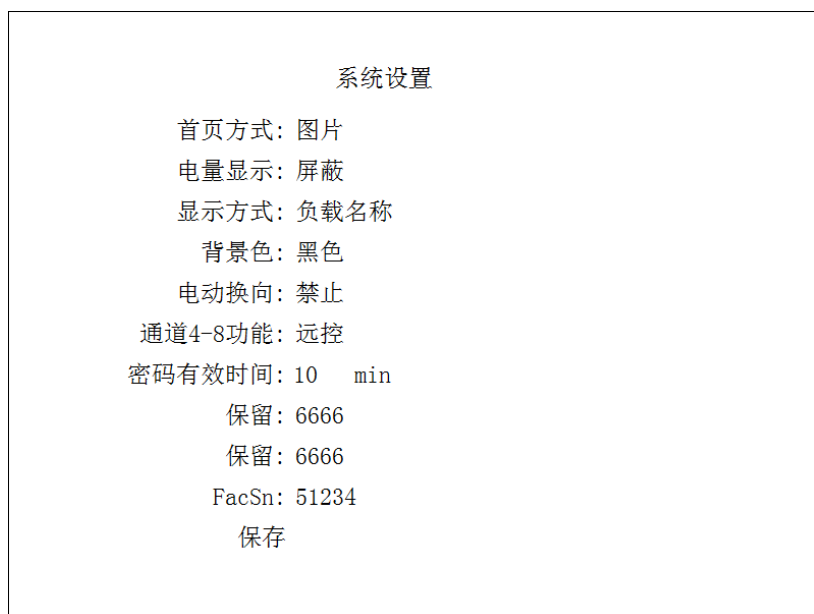 系统设置
首页方式: 图片
电量显示: 屏蔽
显示方式: 负载名称
背景色: 黑色
电动换向: 禁止
通道4-8功能: 远控
密码有效时间: 10 min
保留: 6666
保留: 6666
FacSn: 51234
保存